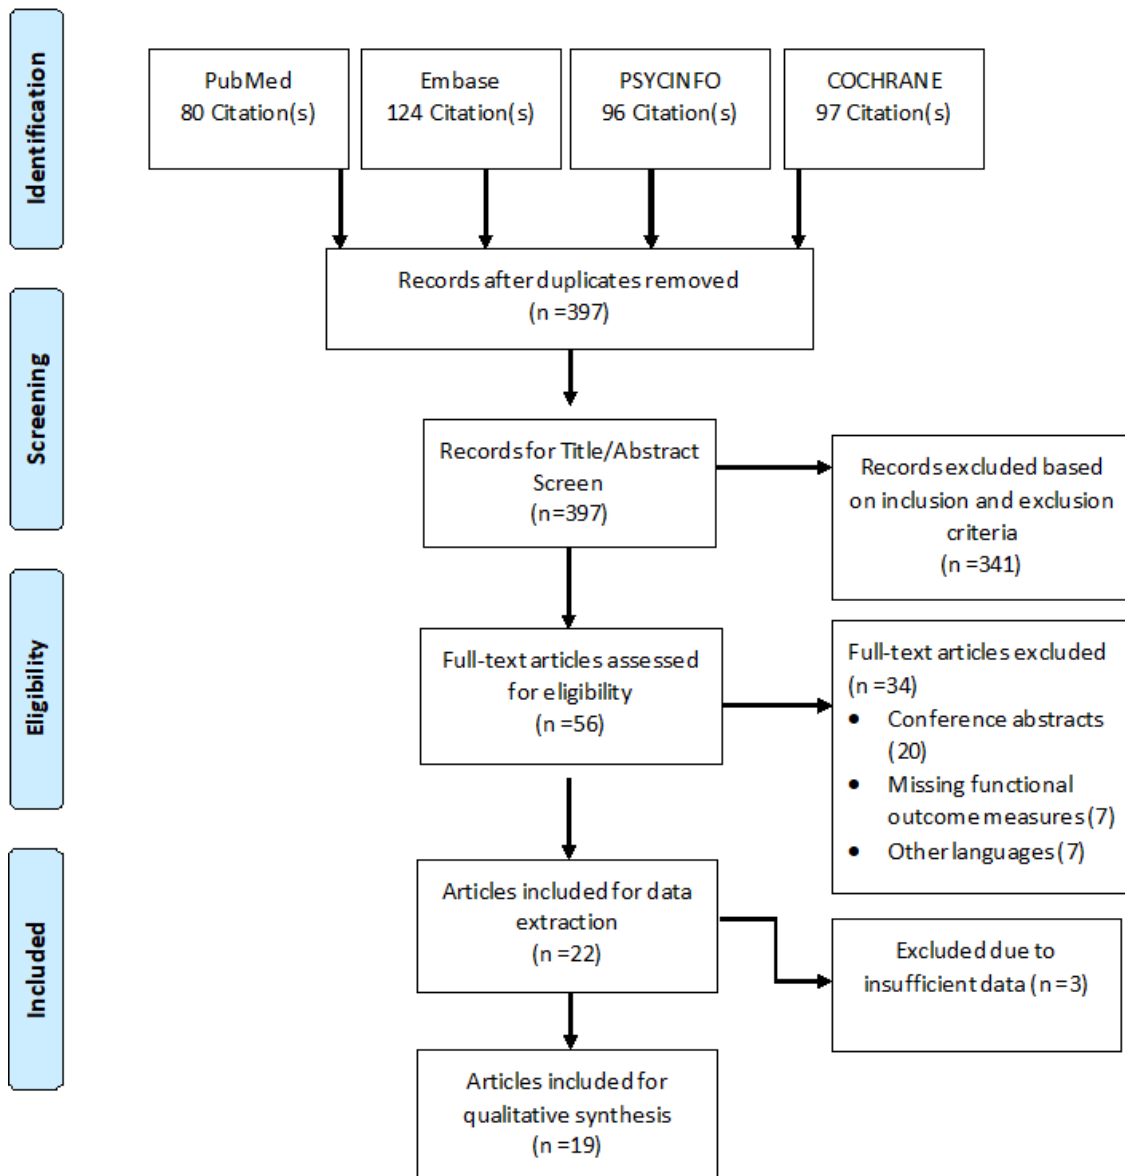 Identification
PubMed
80 Citation(s)
Embase
124 Citation(s)
PSYCINFO
96 Citation(s)
COCHRANE
97 Citation(s)
Records after duplicates removed
(n =397)
Screening
Records for Title/Abstract
Screen
(n=397)
Records excluded based
on inclusion and exclusion
criteria
(n =341)
Eligibility
Full-text articles assessed
for eligibility
(n =56)
Full-text articles excluded
(n =34)
• Conference abstracts
(20)
• Missing functional
outcome measures (7)
• Other languages (7)
Included
Articles included for data
extraction
(n =22)
Excluded due to
insufficient data (n =3)
Articles included for
qualitative synthesis
(n =19)